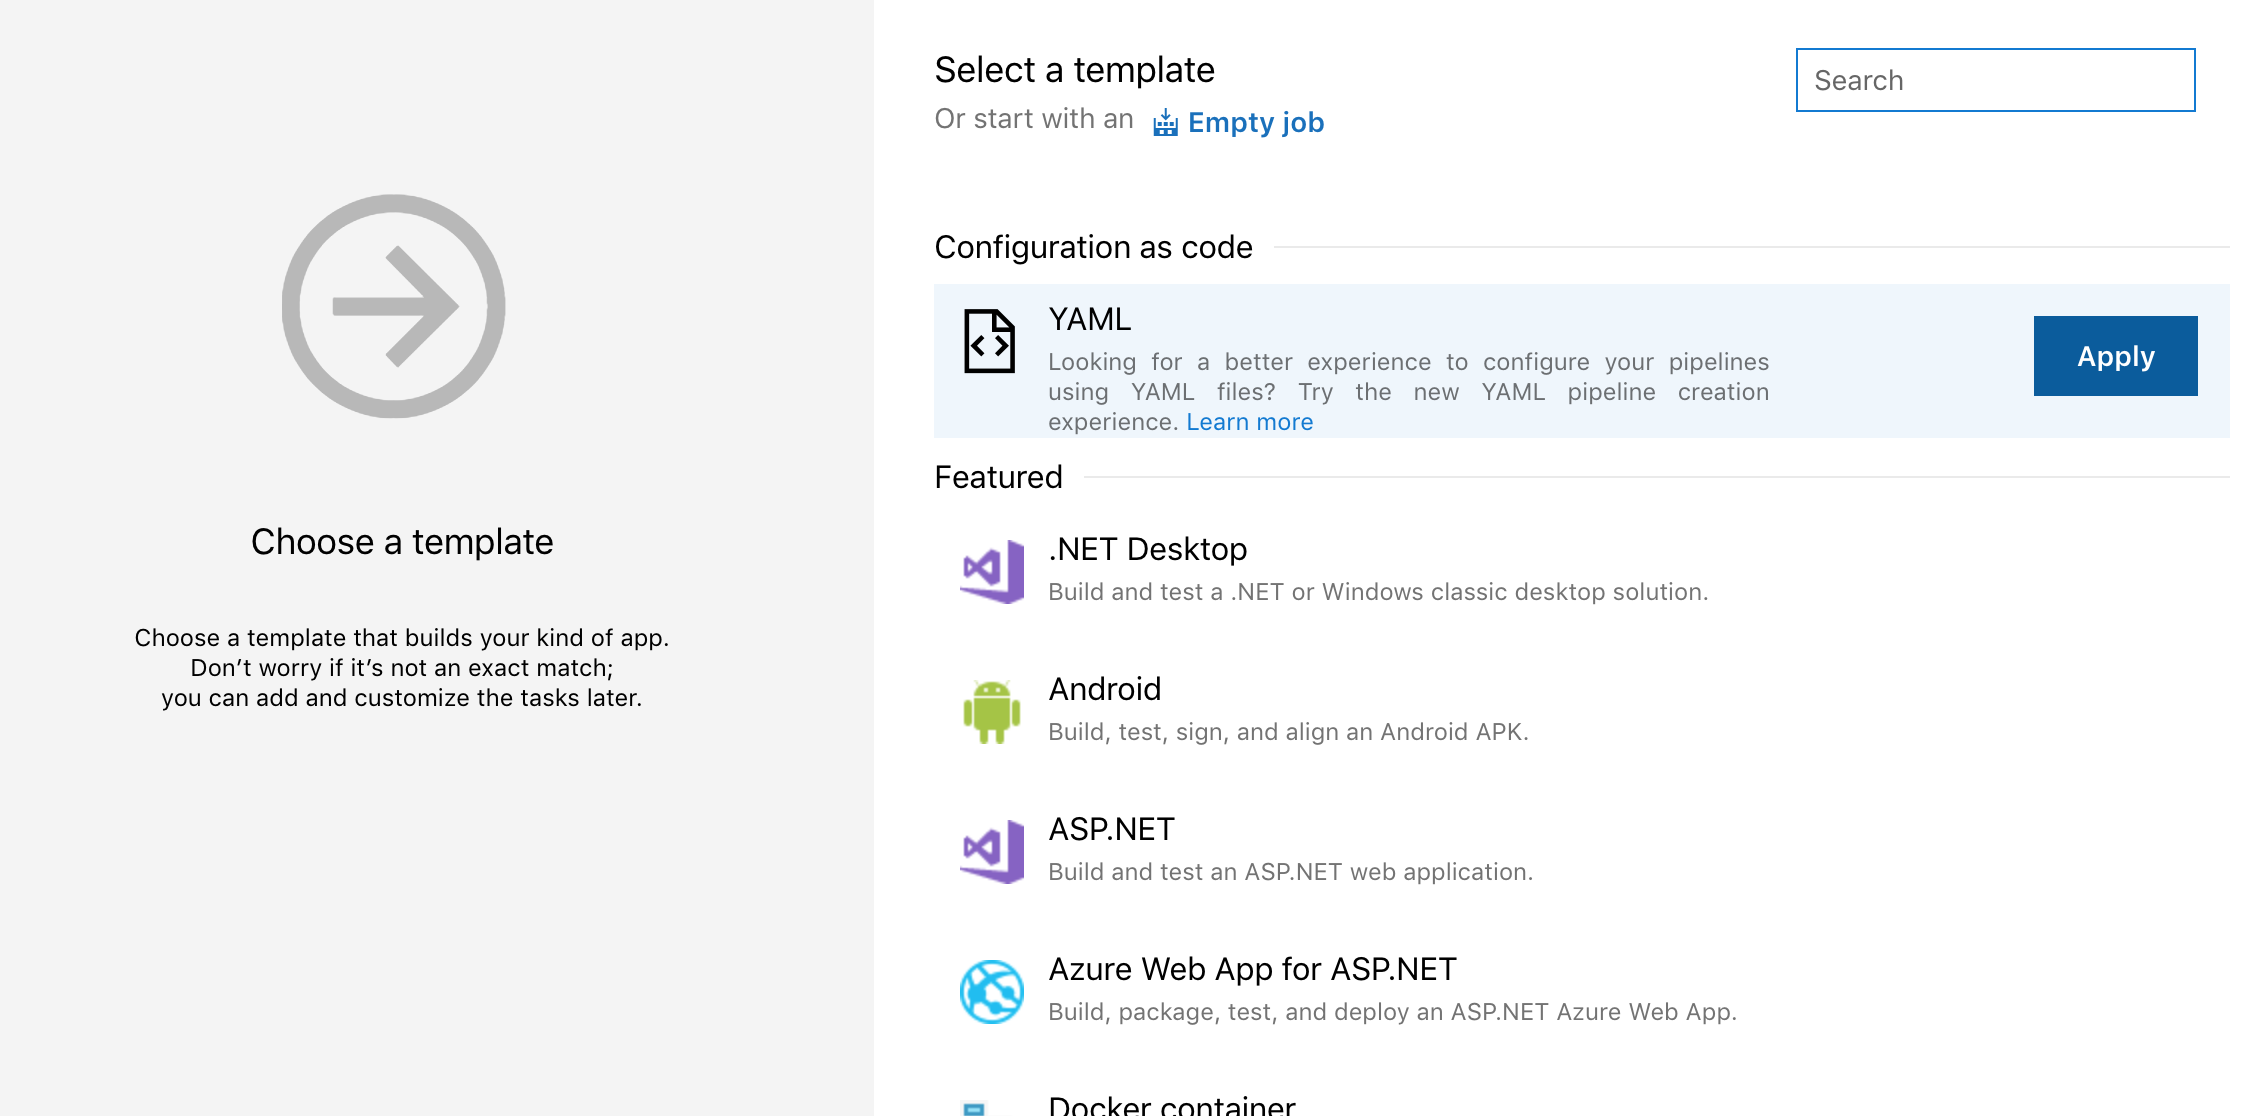 Choose a template
Choose a template that builds your kind of app.
Don’t worry if it’s not an exact match;
you can add and customize the tasks later.
Select a template
Or start with an Empty job
Search
Configuration as code
YAML
Looking for a better experience to configure your pipelines
using YAML files? Try the new YAML pipeline creation
experience. Learn more
Apply
Featured
.NET Desktop
Build and test a .NET or Windows classic desktop solution.
Android
Build, test, sign, and align an Android APK.
ASP.NET
Build and test an ASP.NET web application.
Azure Web App for ASP.NET
Build, package, test, and deploy an ASP.NET Azure Web App.
Docker container